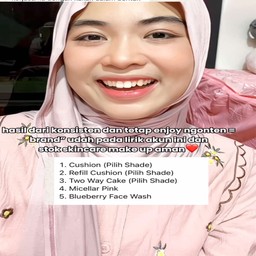 hasil dari konsisten dan tetap enjoy ngonten =
brand" udah pada lirik akun ini dan
stok skincare make up aman❤️
1. Cushion (Pilih Shade)
2. Refill Cushion (Pilih Shade)
3. Two Way Cake (Pilih Shade)
4. Micellar Pink
5. Blueberry Face Wash